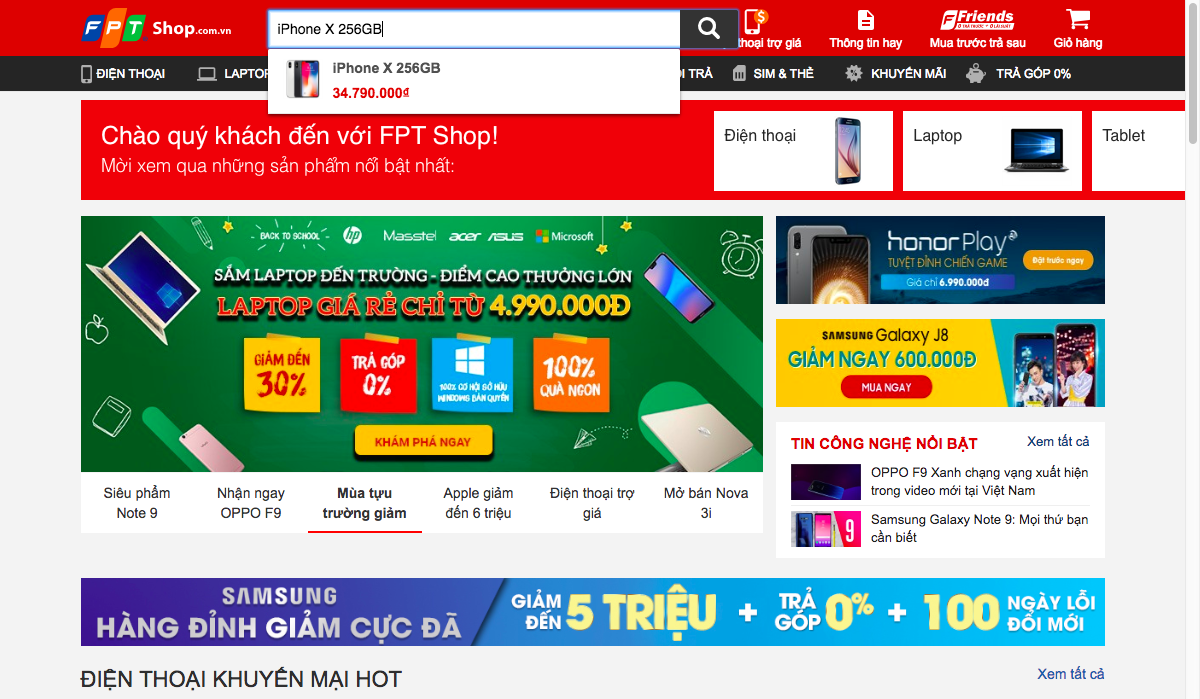 FPT Shop.com.vn
iPhone X 256GB
thoại trợ giá
Thông tin hay
F.Friends
Mua trước trả sau
Giỏ hàng
ĐIỆN THOẠI
LAPTOP
I TRẢ
SIM & THẺ
KHUYẾN MÃI
TRẢ GÓP 0%
iPhone X 256GB
34.790.000₫
Chào quý khách đến với FPT Shop!
Mời xem qua những sản phẩm nổi bật nhất:
Điện thoại
Laptop
Tablet
BACK TO SCHOOL
hp
Masstel
acer
ASUS
Microsoft
SẮM LAPTOP ĐẾN TRƯỜNG - ĐIỂM CAO THƯỞNG LỚN
LAPTOP GIÁ RẺ CHỈ TỪ 4.990.000Đ
GIẢM ĐẾN
30%
TRẢ GÓP
0%
100% CƠ HỘI SỞ HỮU
WINDOWS BẢN QUYỀN
100%
QUÀ NGON
KHÁM PHÁ NGAY
Siêu phẩm
Note 9
Nhận ngay
OPPO F9
Mùa tựu
trường giảm
Apple giảm
đến 6 triệu
Điện thoại trợ
giá
Mở bán Nova
3i
honor Play
TUYỆT ĐỈNH CHIẾN GAME
Giá chỉ 6.990.000đ
Đặt trước ngay
SAMSUNG Galaxy J8
GIẢM NGAY 600.000Đ
MUA NGAY
TIN CÔNG NGHỆ NỔI BẬT
Xem tất cả
OPPO F9 Xanh chạng vạng xuất hiện
trong video mới tại Việt Nam
9
Samsung Galaxy Note 9: Mọi thứ bạn
cần biết
SAMSUNG
HÀNG ĐỈNH GIẢM CỰC ĐÃ
GIẢM
ĐẾN
5 TRIỆU
+
TRẢ
GÓP
0%
+
100
NGÀY LỖI
ĐỔI MỚI
ĐIỆN THOẠI KHUYẾN MẠI HOT
Xem tất cả